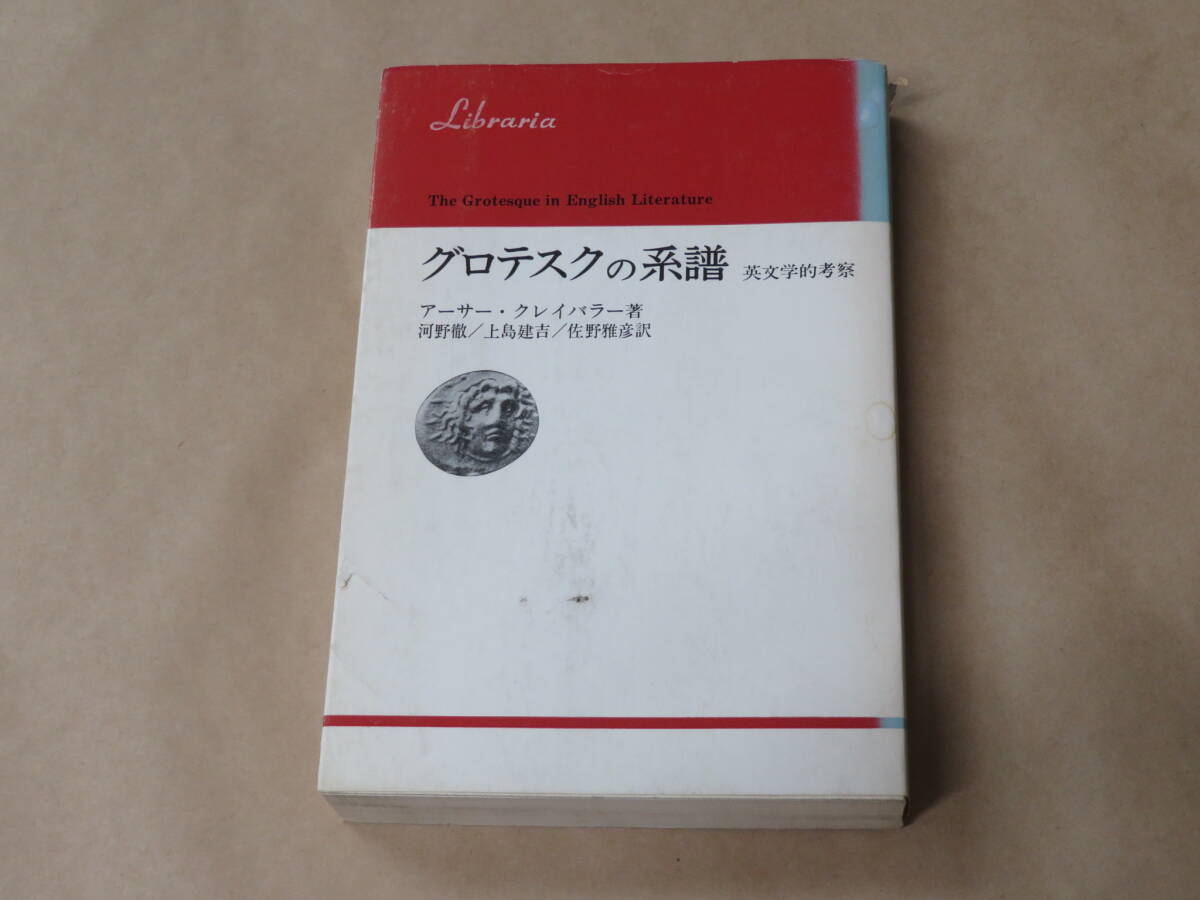 Libraria
The Grotesque in English Literature
グロテスクの系譜 英文学的考察
アーサー・クレイバラー著
河野徹／上島建吉／佐野雅彦訳